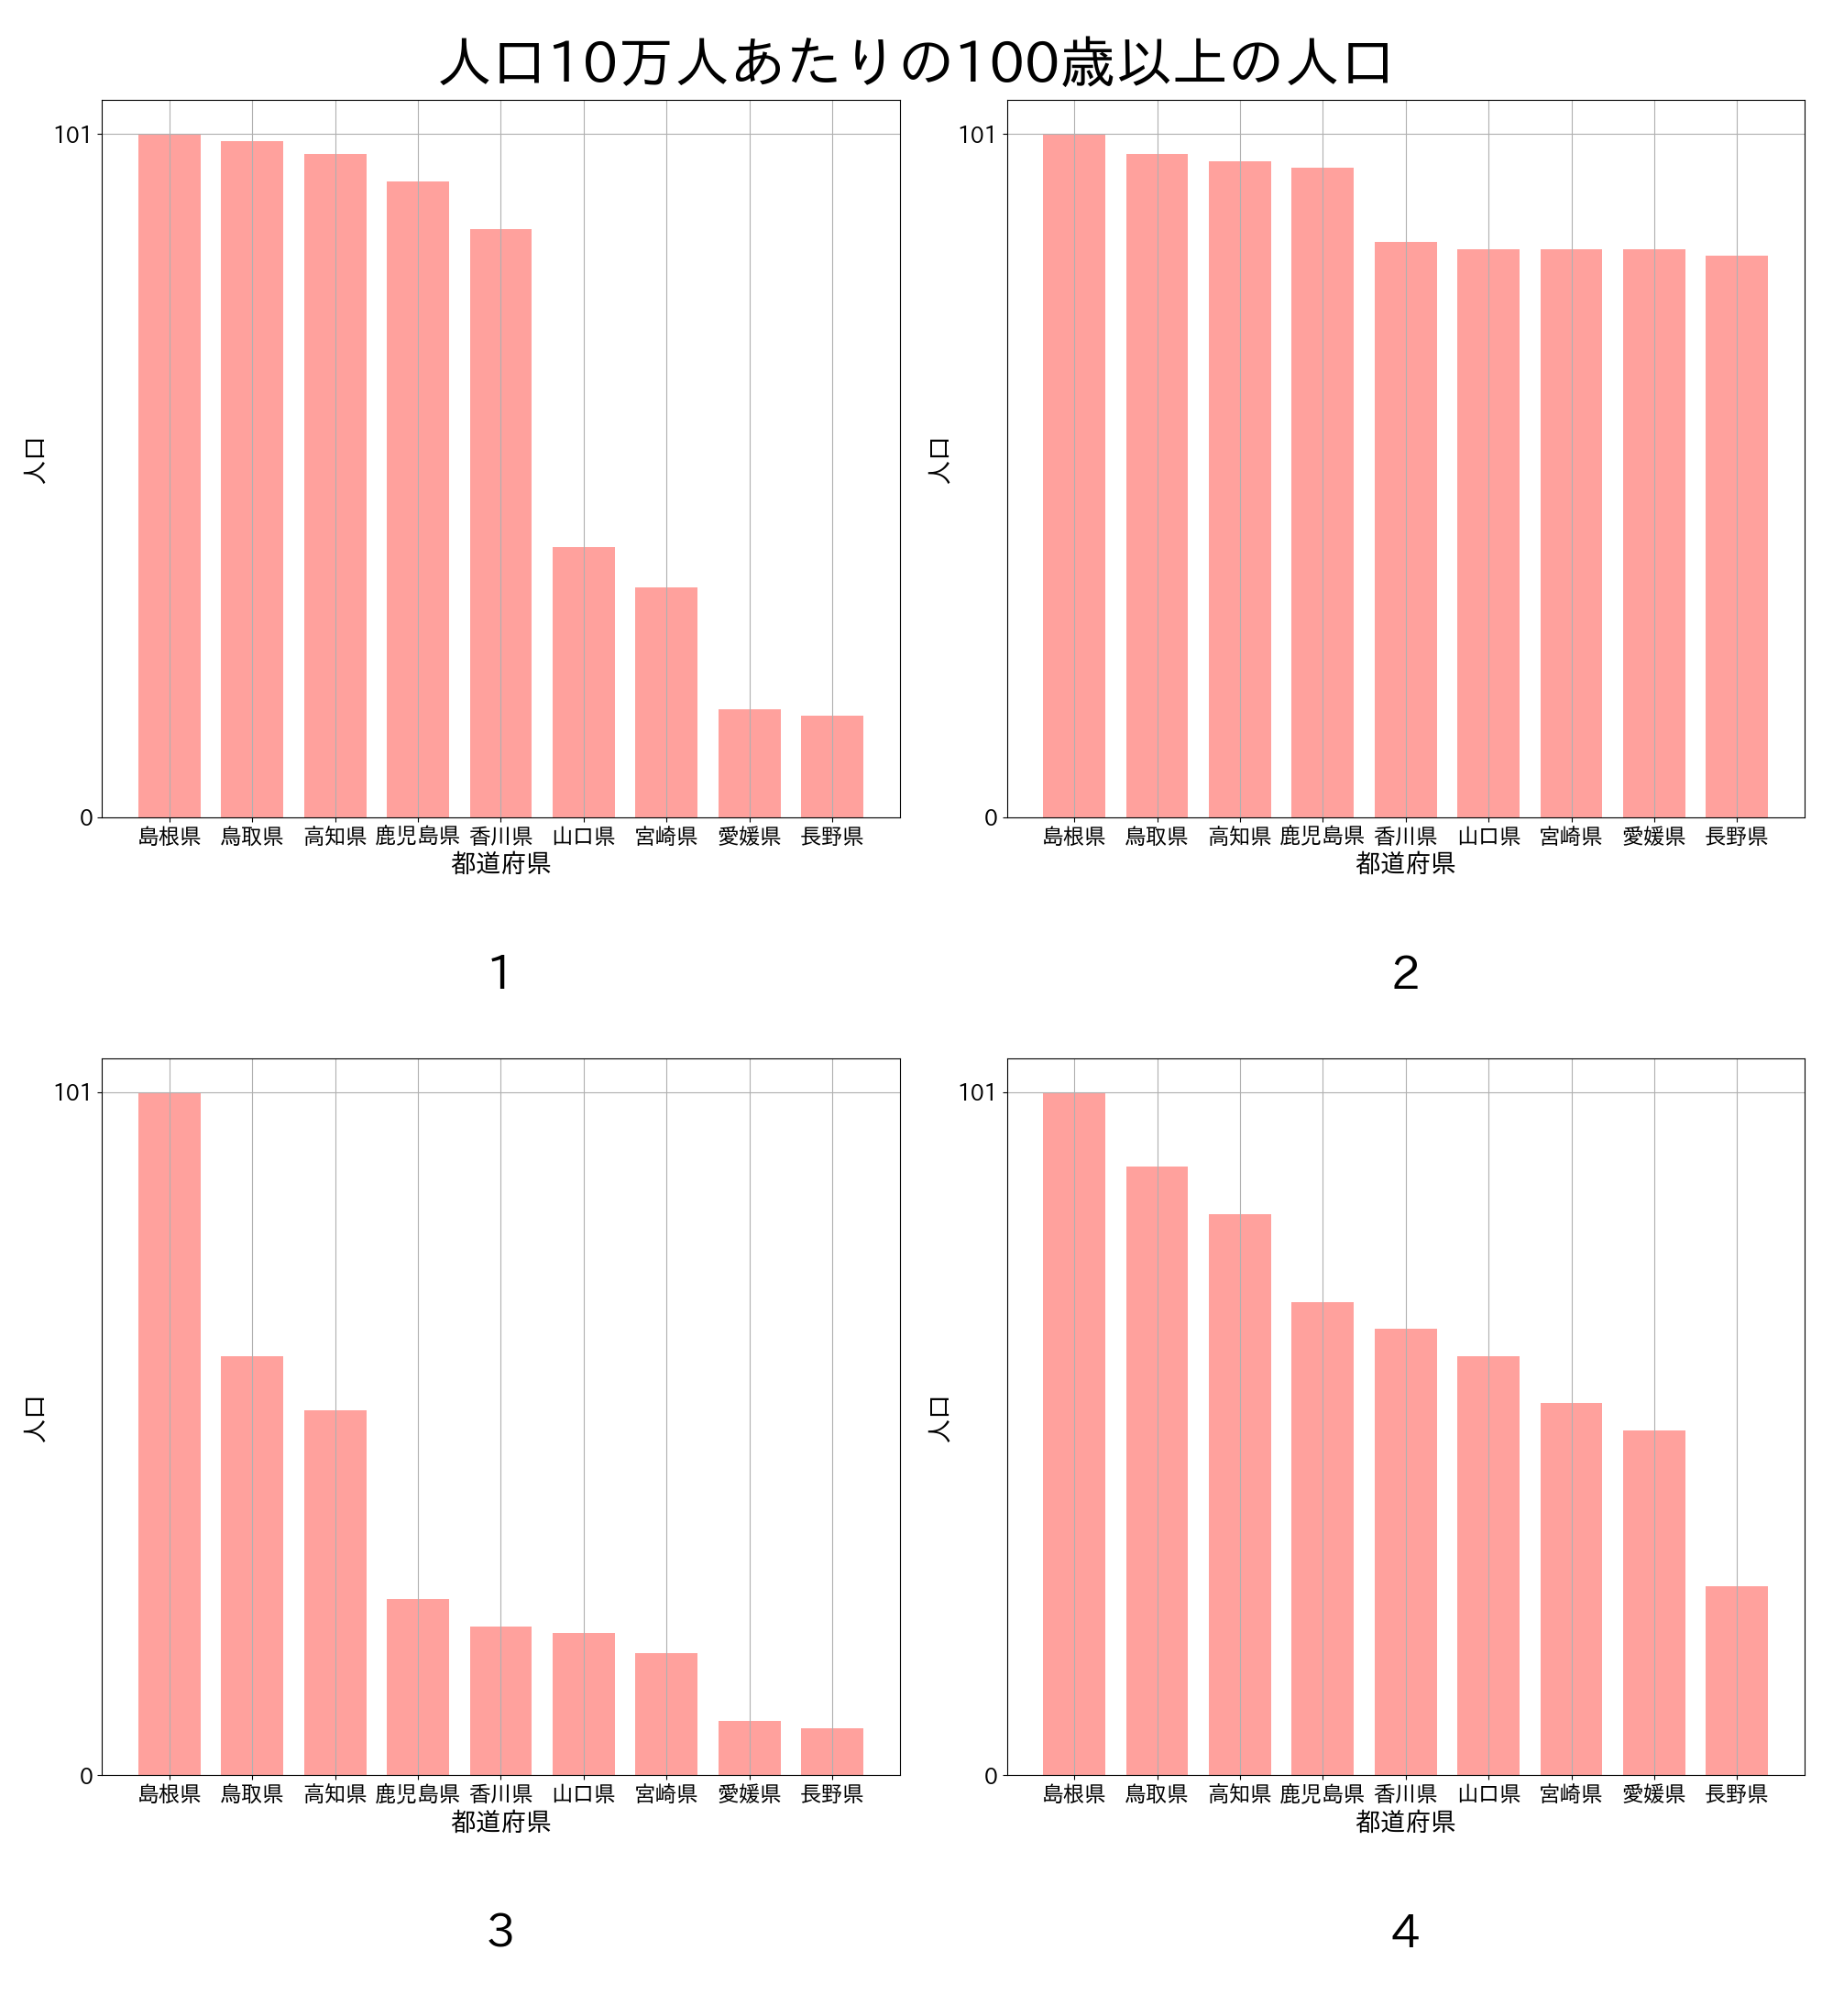 人口10万人あたりの100歳以上の人口
101
0
人口
島根県 鳥取県 高知県 鹿児島県 香川県 山口県 宮崎県 愛媛県 長野県
都道府県
1
101
0
人口
島根県 鳥取県 高知県 鹿児島県 香川県 山口県 宮崎県 愛媛県 長野県
都道府県
2
101
0
人口
島根県 鳥取県 高知県 鹿児島県 香川県 山口県 宮崎県 愛媛県 長野県
都道府県
3
101
0
人口
島根県 鳥取県 高知県 鹿児島県 香川県 山口県 宮崎県 愛媛県 長野県
都道府県
4